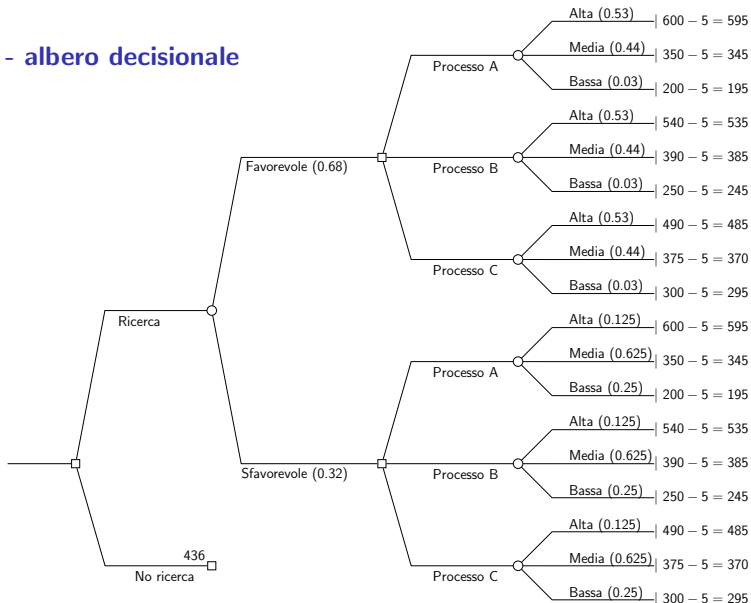 - albero decisionale
Alta (0.53) | 600 − 5 = 595
Media (0.44) | 350 − 5 = 345
Bassa (0.03) | 200 − 5 = 195
Processo A
Alta (0.53) | 540 − 5 = 535
Media (0.44) | 390 − 5 = 385
Bassa (0.03) | 250 − 5 = 245
Favorevole (0.68)
Processo B
Alta (0.53) | 490 − 5 = 485
Media (0.44) | 375 − 5 = 370
Bassa (0.03) | 300 − 5 = 295
Processo C
Ricerca
Alta (0.125) | 600 − 5 = 595
Media (0.625) | 350 − 5 = 345
Bassa (0.25) | 200 − 5 = 195
Processo A
Alta (0.125) | 540 − 5 = 535
Media (0.625) | 390 − 5 = 385
Bassa (0.25) | 250 − 5 = 245
Sfavorevole (0.32)
Processo B
Alta (0.125) | 490 − 5 = 485
Media (0.625) | 375 − 5 = 370
Bassa (0.25) | 300 − 5 = 295
Processo C
436
No ricerca